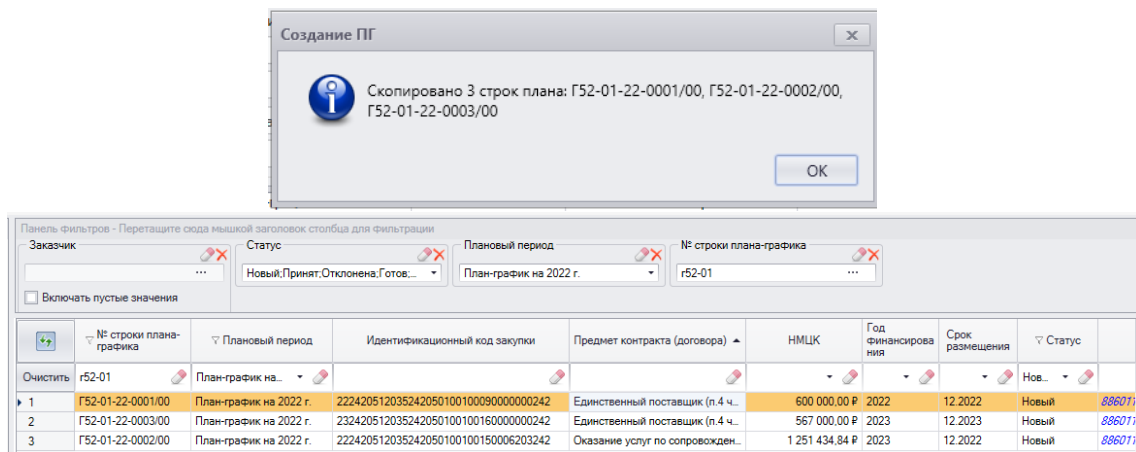 Создание ПГ
Скопировано 3 строк плана: Г52-01-22-0001/00, Г52-01-22-0002/00,
Г52-01-22-0003/00
OK
Панель Фильтров - Перетащите сюда мышкой заголовок столбца для фильтрации
Заказчик Статус Плановый период № строки плана-графика
... Новый;Принят;Отклонена;Готов;... План-график на 2022 г. г52-01 ...
Включать пустые значения
№ строки плана-графика Плановый период Идентификационный код закупки Предмет контракта (договора) НМЦК Год финансирования Срок размещения Статус
Очистить г52-01 План-график на... Нов...
1 Г52-01-22-0001/00 План-график на 2022 г. 222420512035242050100100090000000242 Единственный поставщик (п.4 ч... 600 000,00 ₽ 2022 12.2022 Новый 886011
2 Г52-01-22-0003/00 План-график на 2022 г. 232420512035242050100100160000000242 Единственный поставщик (п.4 ч... 567 000,00 ₽ 2023 12.2023 Новый 886011
3 Г52-01-22-0002/00 План-график на 2022 г. 222420512035242050100100150006203242 Оказание услуг по сопровожден... 1 251 434,84 ₽ 2023 12.2022 Новый 886011